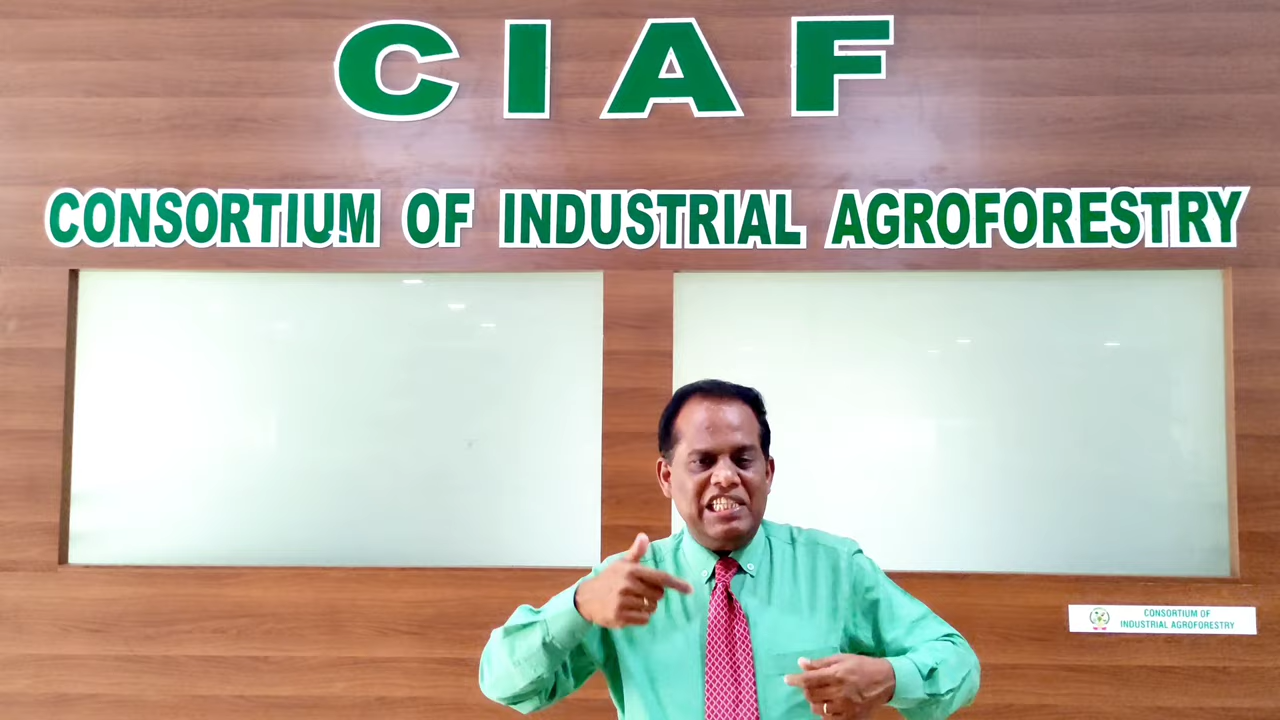 CIAF
CONSORTIUM OF INDUSTRIAL AGROFORESTRY
CONSORTIUM OF
INDUSTRIAL AGROFORESTRY